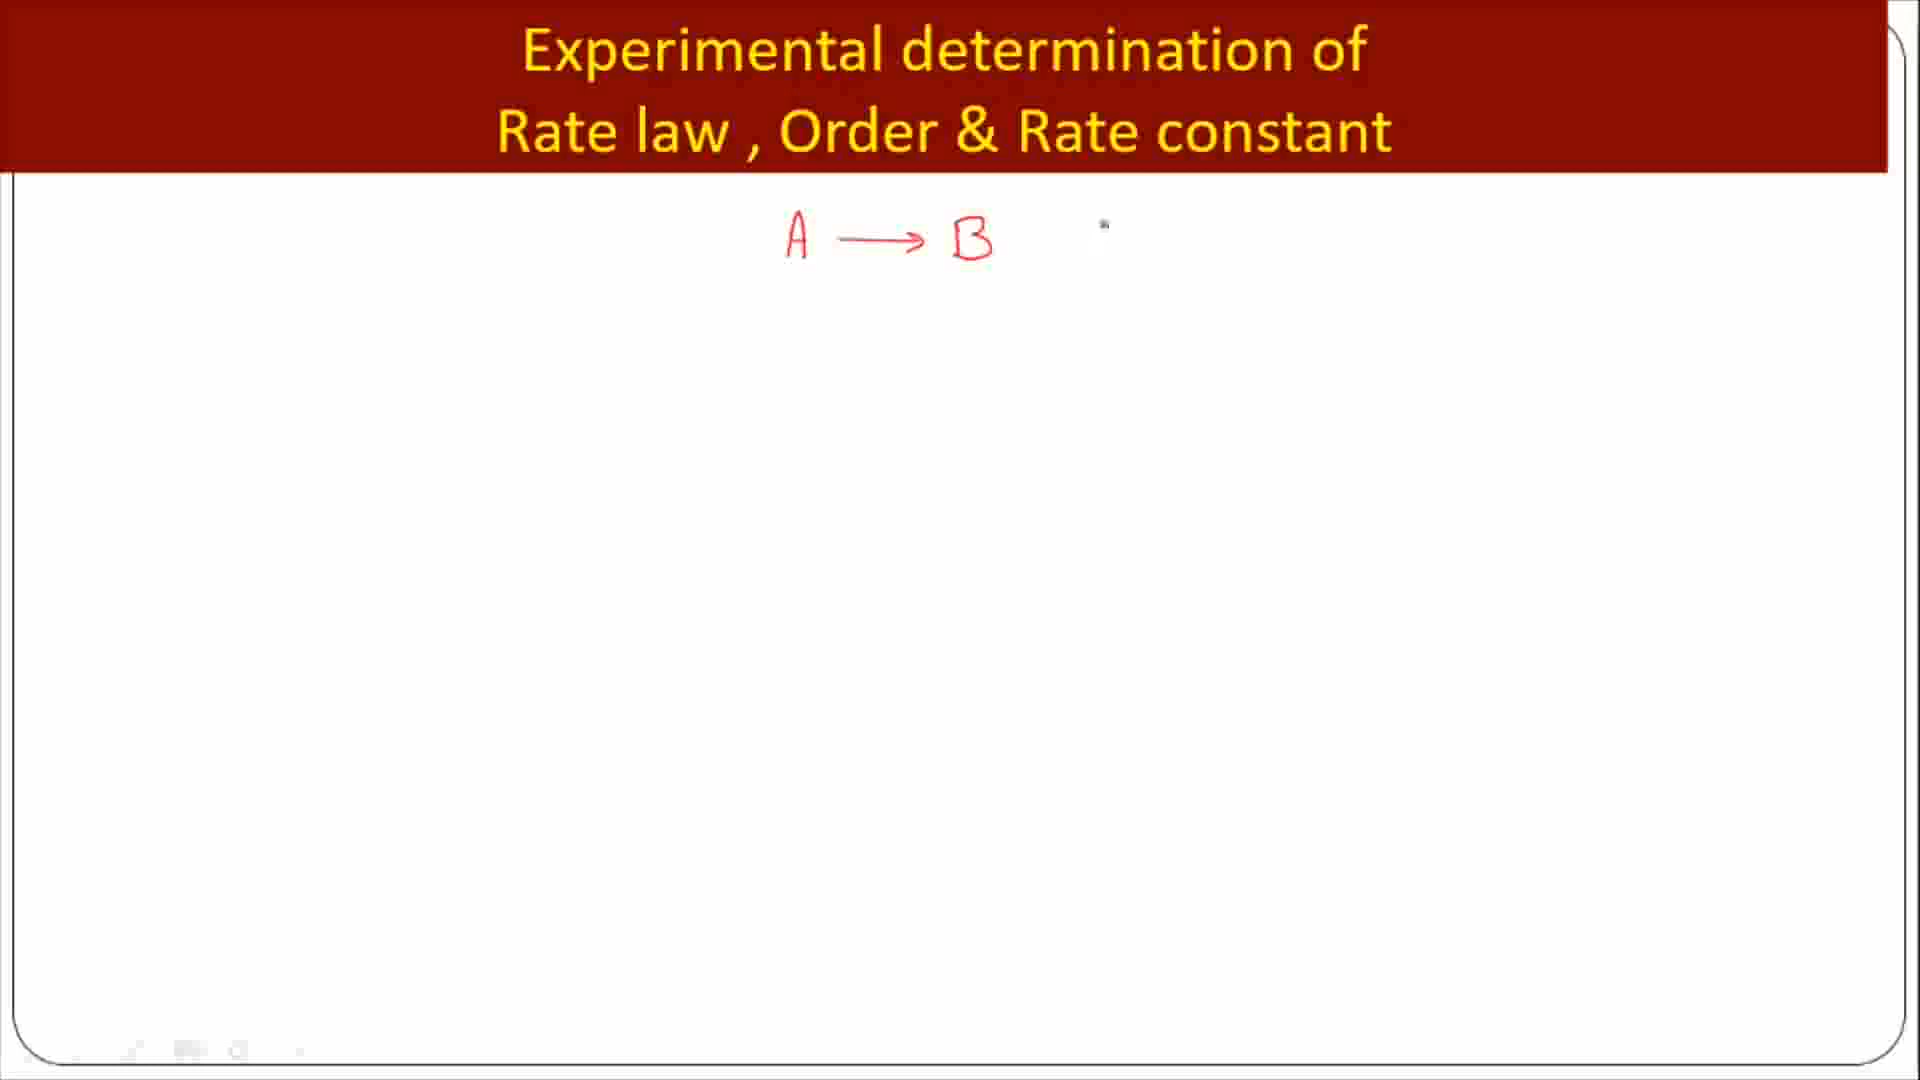 Experimental determination of
Rate law , Order & Rate constant
A → B